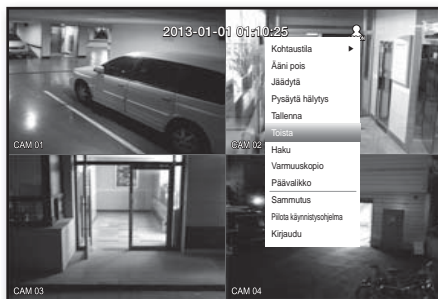 2013-01-01 01:10:25
Kohtaustila
Ääni pois
Jäädytä
Pysäytä hälytys
Tallenna
Toista
Haku
Varmuuskopio
Päävalikko
Sammutus
Piilota käynnistysohjelma
Kirjaudu
CAM 01
CAM 02
CAM 03
CAM 04